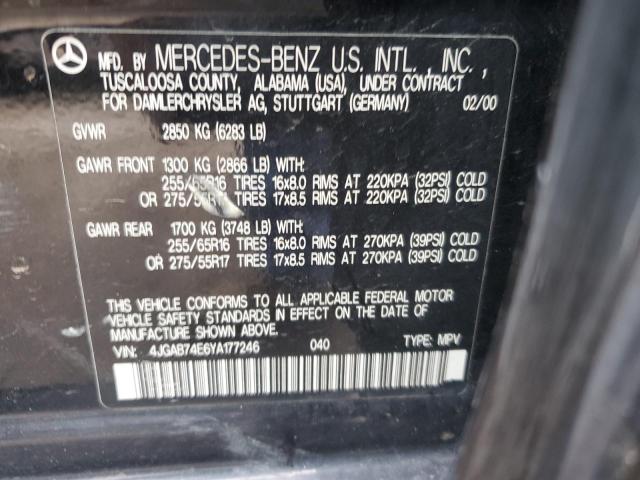 MFD. BY MERCEDES-BENZ U.S. INTL., INC.,
TUSCALOOSA COUNTY, ALABAMA (USA), UNDER CONTRACT
FOR DAIMLERCHRYSLER AG, STUTTGART (GERMANY) 02/00
GVWR 2850 KG (6283 LB)
GAWR FRONT 1300 KG (2866 LB) WITH:
255/65R16 TIRES 16x8.0 RIMS AT 220KPA (32PSI) COLD
OR 275/55R17 TIRES 17x8.5 RIMS AT 220KPA (32PSI) COLD
GAWR REAR 1700 KG (3748 LB) WITH:
255/65R16 TIRES 16x8.0 RIMS AT 270KPA (39PSI) COLD
OR 275/55R17 TIRES 17x8.5 RIMS AT 270KPA (39PSI) COLD
THIS VEHICLE CONFORMS TO ALL APPLICABLE FEDERAL MOTOR
VEHICLE SAFETY STANDARDS IN EFFECT ON THE DATE OF
MANUFACTURE SHOWN ABOVE.
VIN: 4JGAB74E6YA177246 040 TYPE: MPV